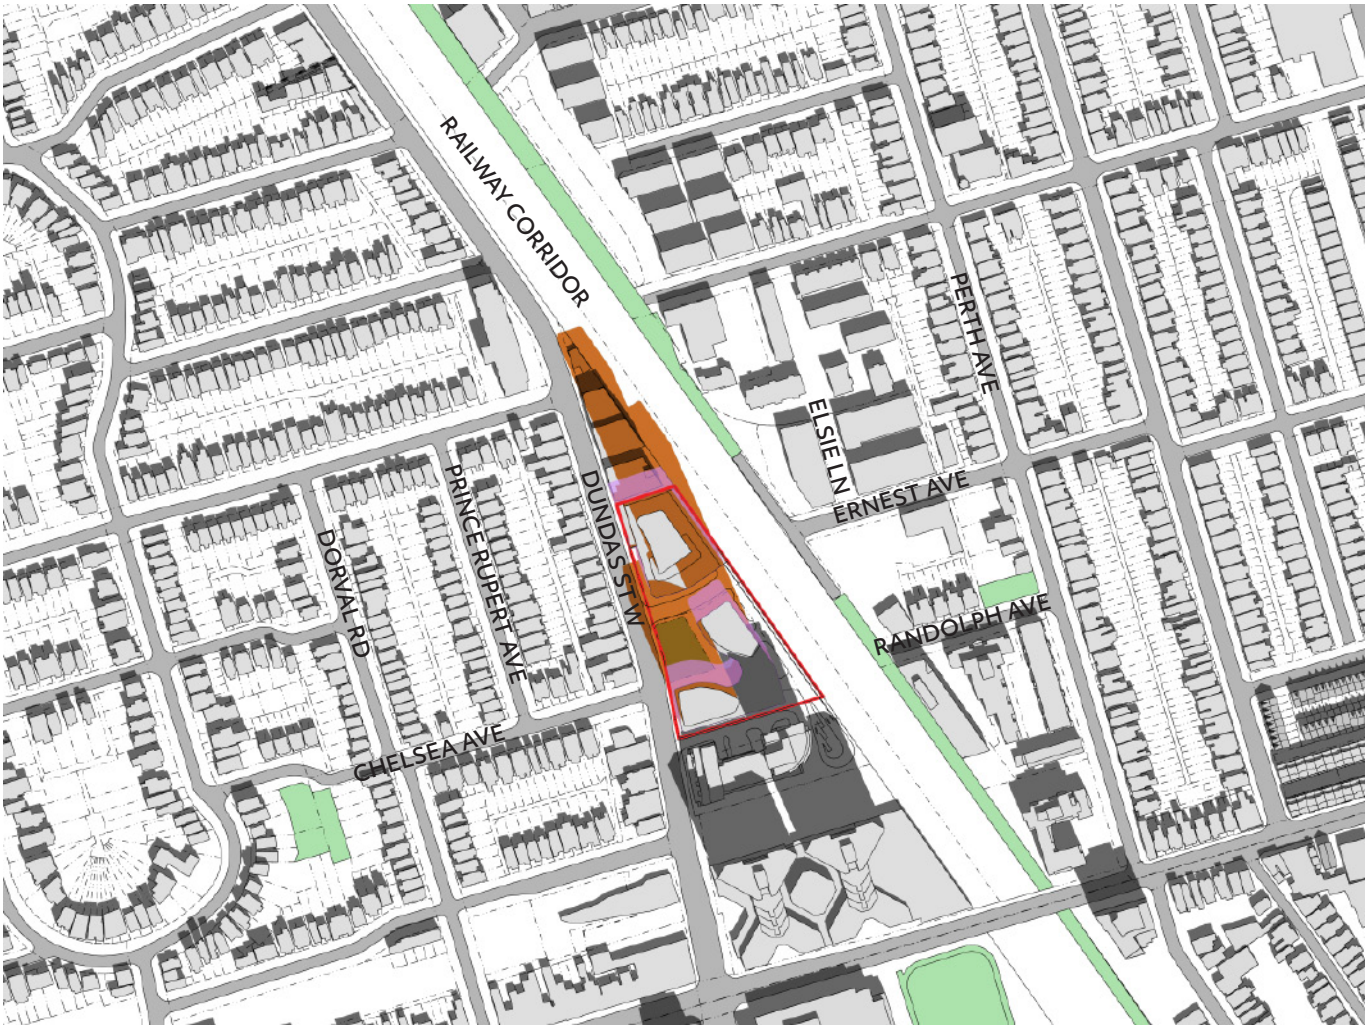 RAILWAY CORRIDOR
PERTH AVE
ELSIE LN
ERNEST AVE
PRINCE RUPERT AVE
DUNDAS ST W
DORVAL RD
RANDOLPH AVE
CHELSEA AVE